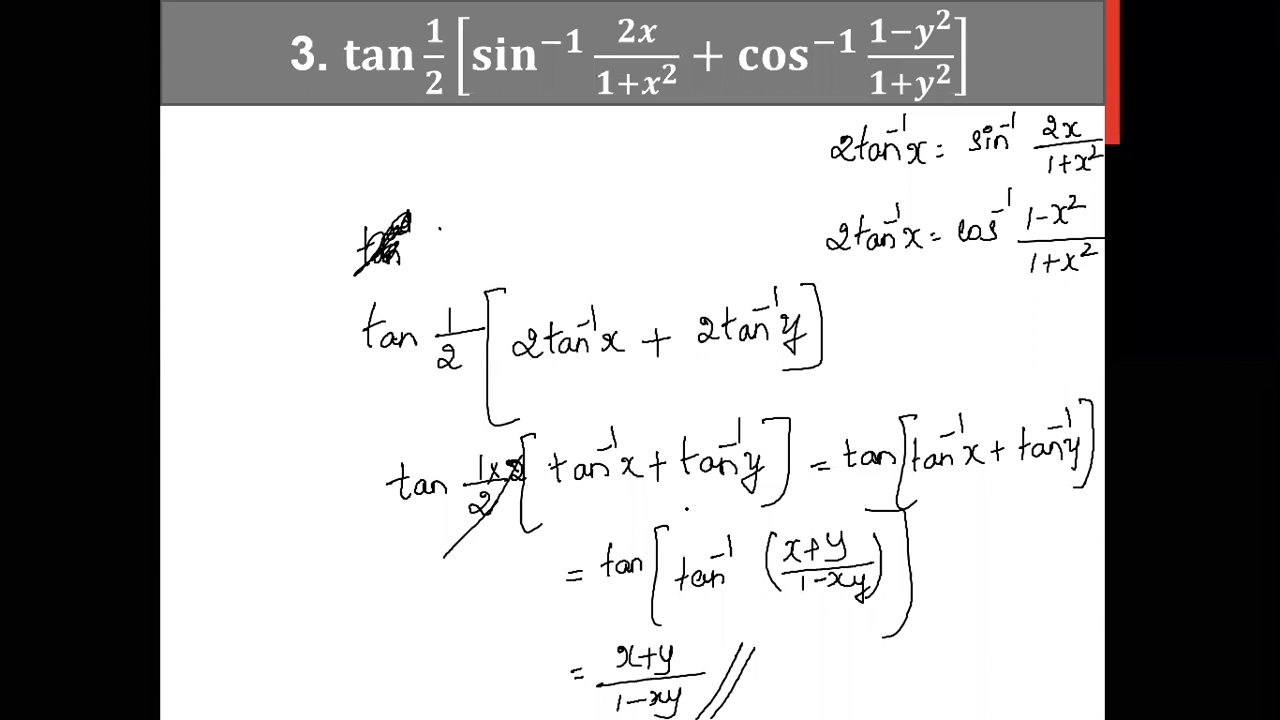 3. tan 1/2 [sin⁻¹ 2x/(1+x²) + cos⁻¹ (1−y²)/(1+y²)]
2tan⁻¹x = sin⁻¹ 2x/(1+x²)
2tan⁻¹x = cos⁻¹ (1−x²)/(1+x²)
tan 1/2 [2tan⁻¹x + 2tan⁻¹y]
tan (1×2)/2 [tan⁻¹x + tan⁻¹y] = tan[tan⁻¹x + tan⁻¹y]
= tan[tan⁻¹ ((x+y)/(1−xy))]
= (x+y)/(1−xy) //